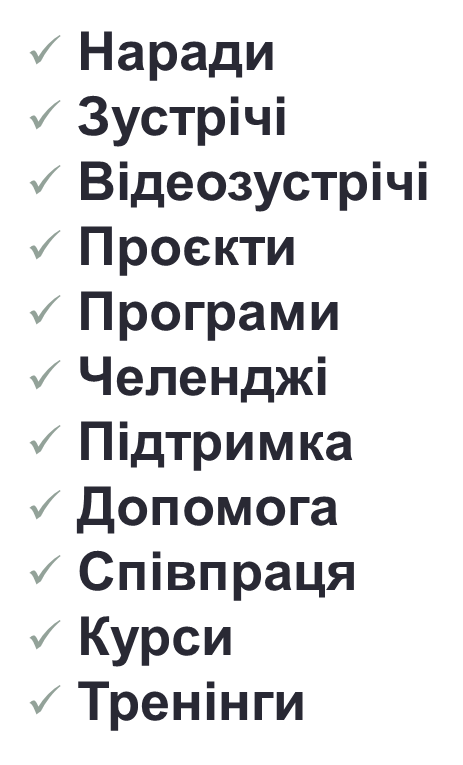 ✓ Наради
✓ Зустрічі
✓ Відеозустрічі
✓ Проєкти
✓ Програми
✓ Челенджі
✓ Підтримка
✓ Допомога
✓ Співпраця
✓ Курси
✓ Тренінги